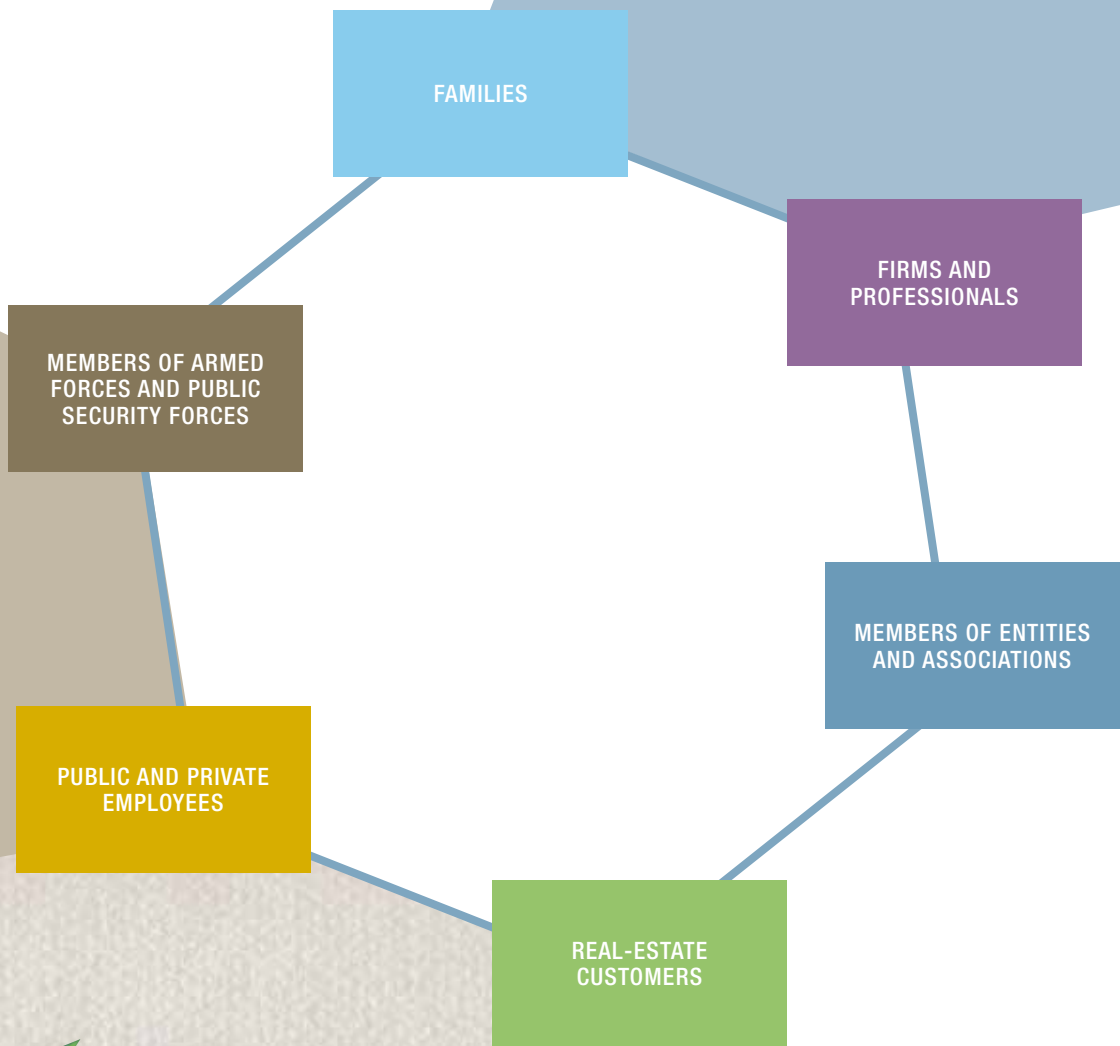 FAMILIES
FIRMS AND
PROFESSIONALS
MEMBERS OF ARMED
FORCES AND PUBLIC
SECURITY FORCES
MEMBERS OF ENTITIES
AND ASSOCIATIONS
PUBLIC AND PRIVATE
EMPLOYEES
REAL-ESTATE
CUSTOMERS